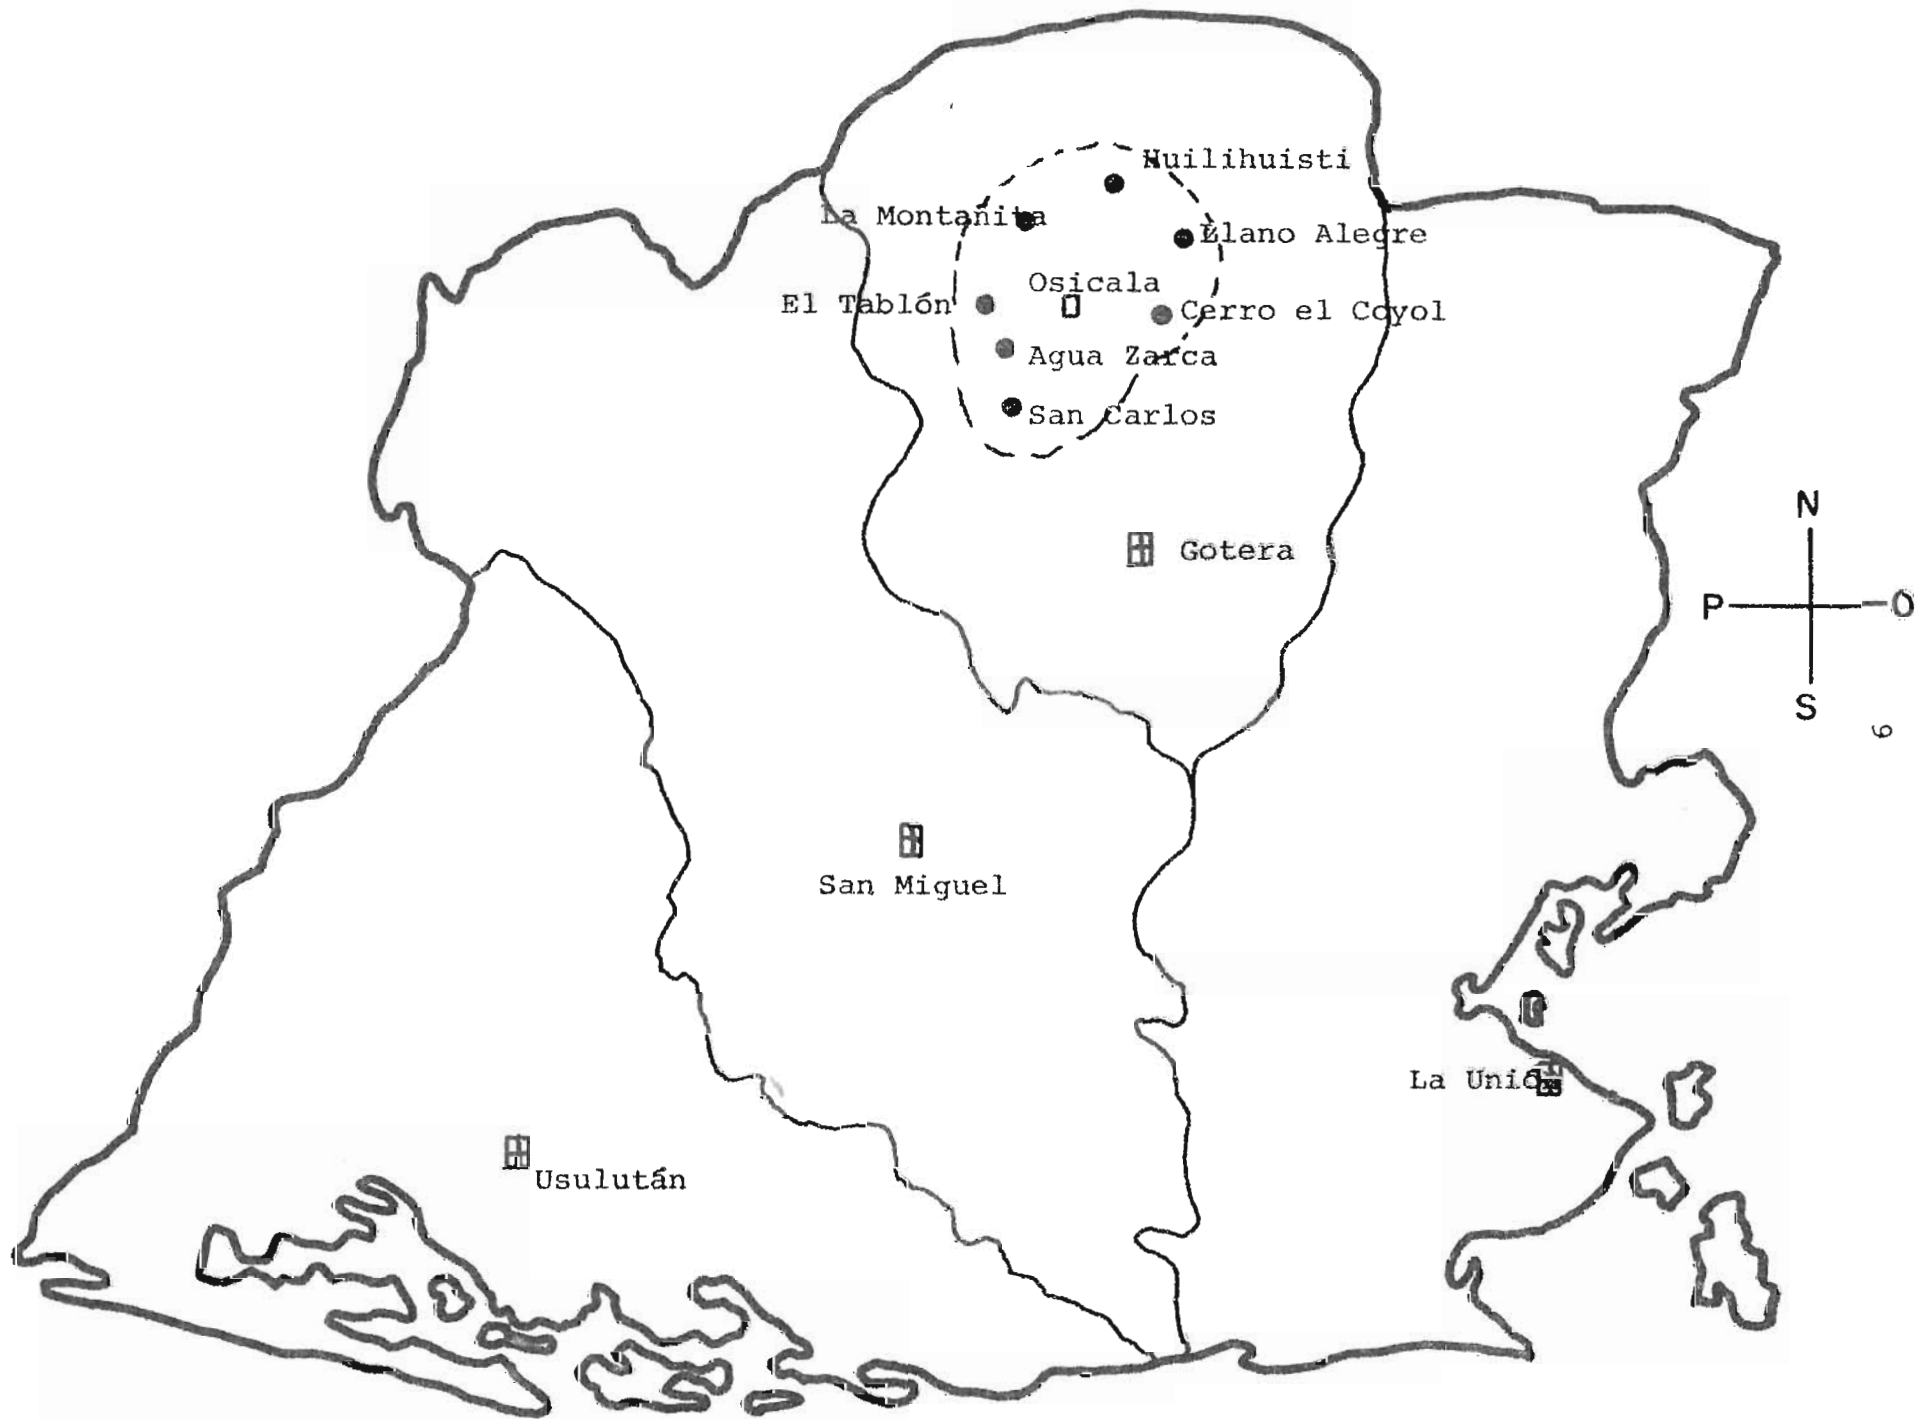 Huilihuisti
La Montañita
Llano Alegre
Osicala
El Tablón
Cerro el Coyol
Agua Zarca
San Carlos
N
Gotera
P
O
S
6
San Miguel
La Unión
Usulután